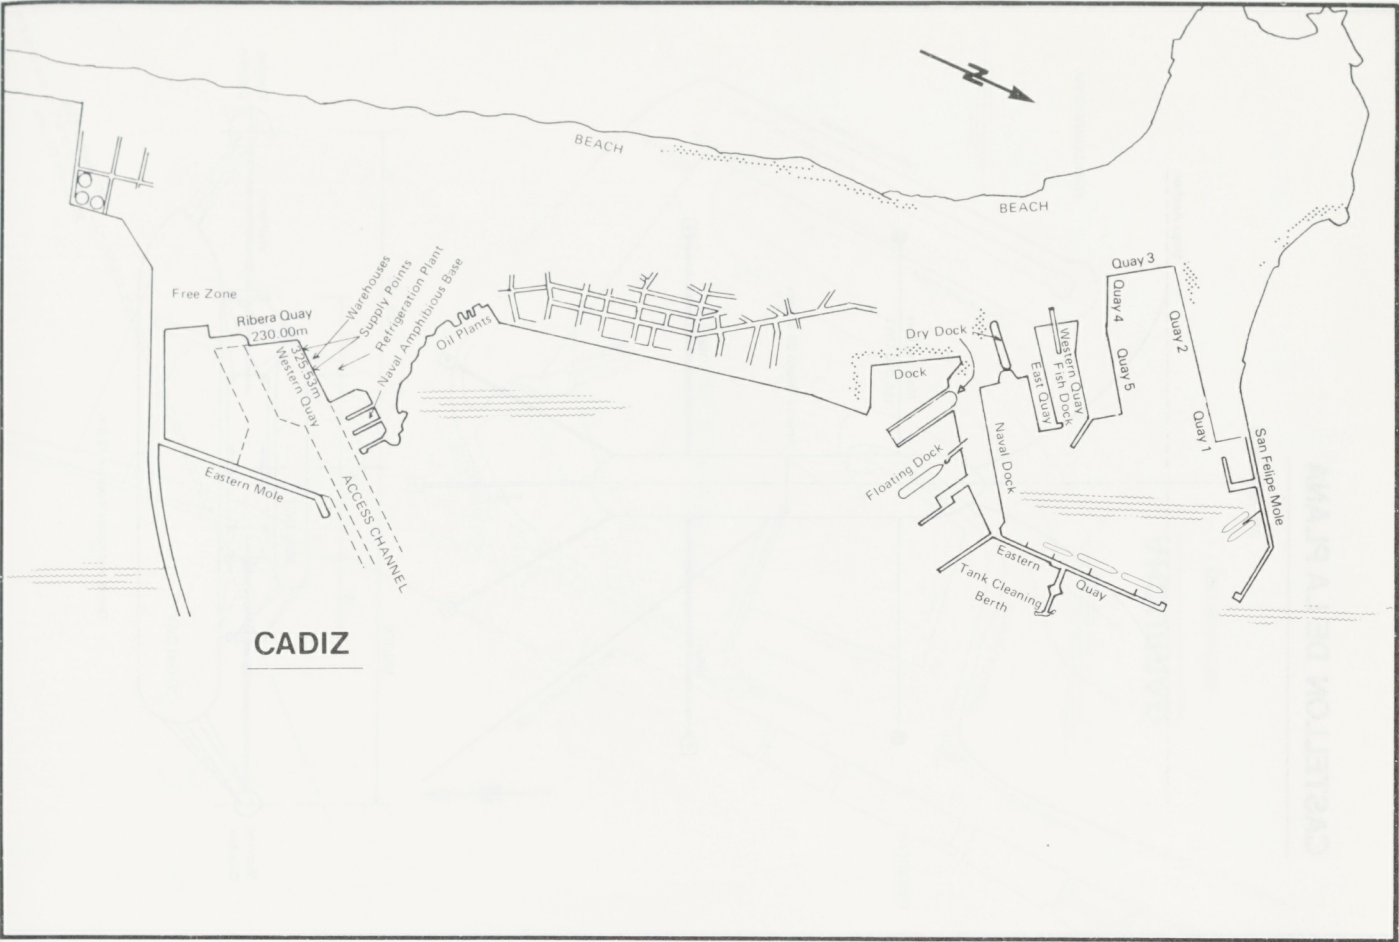 N
BEACH
BEACH
Free Zone
Ribera Quay
230.00m
325.53m
Western Quay
Warehouses
Supply Points
Refrigeration Plant
Naval Amphibious Base
Oil Plants
Eastern Mole
ACCESS CHANNEL
CADIZ
Dry Dock
Dock
Floating Dock
Naval Dock
East Quay
Fish Dock
Western Quay
Quay 3
Quay 4
Quay 5
Quay 2
Quay 1
San Felipe Mole
Eastern
Quay
Tank Cleaning
Berth